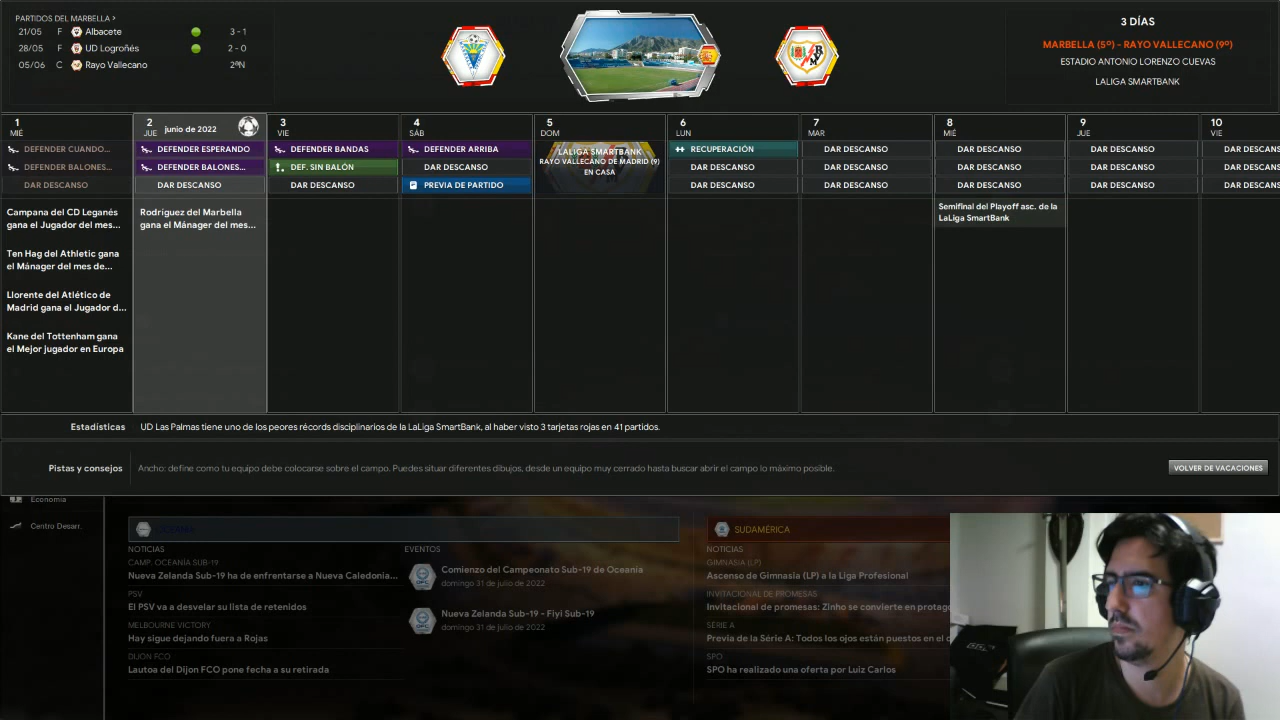 PARTIDOS DEL MARBELLA >
21/05 F Albacete 3 - 1
28/05 F UD Logroñés 2 - 0
05/06 C Rayo Vallecano 2ªN
3 DÍAS
MARBELLA (5º) - RAYO VALLECANO (9º)
ESTADIO ANTONIO LORENZO CUEVAS
LALIGA SMARTBANK
1 MIÉ
DEFENDER CUANDO...
DEFENDER BALONES...
DAR DESCANSO
Campana del CD Leganés
gana el Jugador del mes...
Ten Hag del Athletic gana
el Mánager del mes de...
Llorente del Atlético de
Madrid gana el Jugador d...
Kane del Tottenham gana
el Mejor jugador en Europa
2 JUE junio de 2022
DEFENDER ESPERANDO
DEFENDER BALONES...
DAR DESCANSO
Rodríguez del Marbella
gana el Mánager del mes...
3 VIE
DEFENDER BANDAS
DEF. SIN BALÓN
DAR DESCANSO
4 SÁB
DEFENDER ARRIBA
DAR DESCANSO
PREVIA DE PARTIDO
5 DOM
LALIGA SMARTBANK
RAYO VALLECANO DE MADRID (9)
EN CASA
6 LUN
RECUPERACIÓN
DAR DESCANSO
DAR DESCANSO
7 MAR
DAR DESCANSO
DAR DESCANSO
DAR DESCANSO
8 MIÉ
DAR DESCANSO
DAR DESCANSO
DAR DESCANSO
Semifinal del Playoff asc. de la
LaLiga SmartBank
9 JUE
DAR DESCANSO
DAR DESCANSO
DAR DESCANSO
10 VIE
DAR DESCANS
DAR DESCANS
DAR DESCANS
Estadísticas UD Las Palmas tiene uno de los peores récords disciplinarios de la LaLiga SmartBank, al haber visto 3 tarjetas rojas en 41 partidos.
Pistas y consejos Ancho: define como tu equipo debe colocarse sobre el campo. Puedes situar diferentes dibujos, desde un equipo muy cerrado hasta buscar abrir el campo lo máximo posible.
VOLVER DE VACACIONES
Economía
Centro Desarr.
OCEANÍA
NOTICIAS
CAMP. OCEANÍA SUB-19
Nueva Zelanda Sub-19 ha de enfrentarse a Nueva Caledonia...
PSV
El PSV va a desvelar su lista de retenidos
MELBOURNE VICTORY
Hay sigue dejando fuera a Rojas
DIJON FCO
Lautoa del Dijon FCO pone fecha a su retirada
EVENTOS
Comienzo del Campeonato Sub-19 de Oceanía
domingo 31 de julio de 2022
Nueva Zelanda Sub-19 - Fiyi Sub-19
domingo 31 de julio de 2022
SUDAMÉRICA
NOTICIAS
GIMNASIA (LP)
Ascenso de Gimnasia (LP) a la Liga Profesional
INVITACIONAL DE PROMESAS
Invitacional de promesas: Zinho se convierte en protag
SÉRIE A
Previa de la Série A: Todos los ojos están puestos en el
SPO
SPO ha realizado una oferta por Luiz Carlos